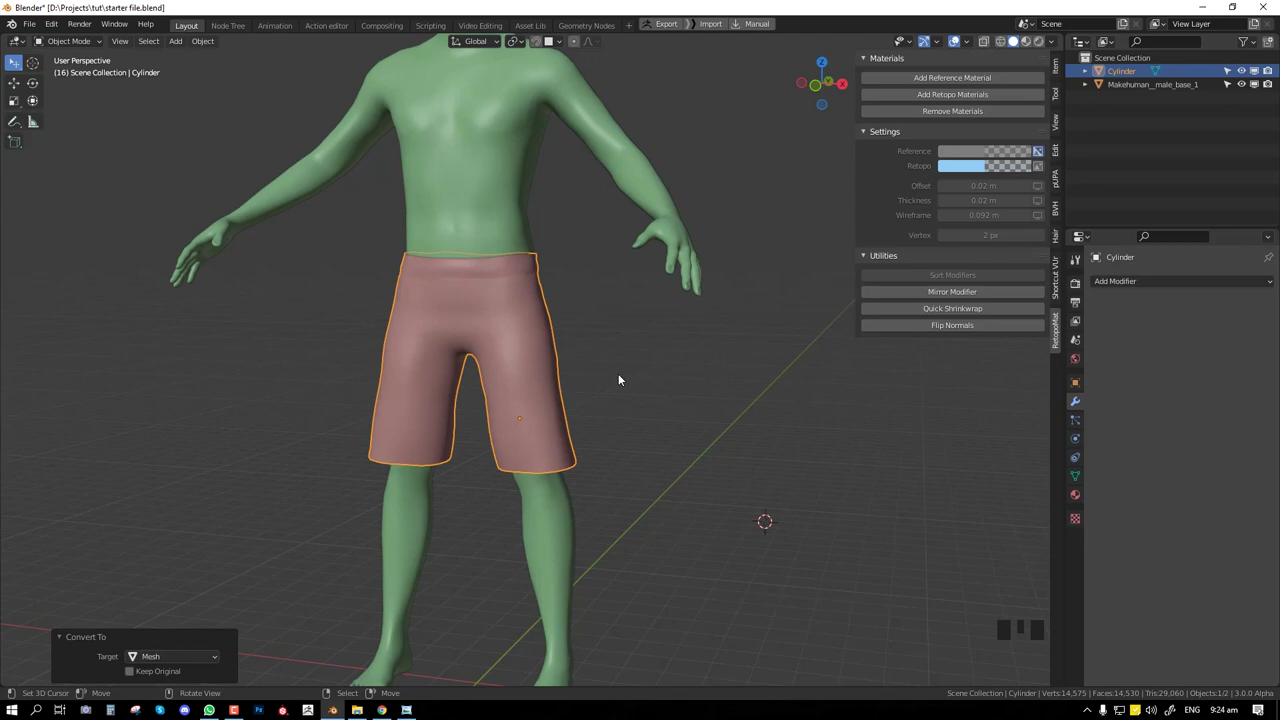 Blender* [D:\Projects\tut\starter file.blend]
File Edit Render Window Help Layout Node Tree Animation Action editor Compositing Scripting Video Editing Asset Lib Geometry Nodes + Export Import Manual Scene View Layer
Object Mode View Select Add Object Global
User Perspective
(16) Scene Collection | Cylinder
Z
X
Y
Materials
Add Reference Material
Add Retopo Materials
Remove Materials
Settings
Reference
Retopo
Offset 0.02 m
Thickness 0.02 m
Wireframe 0.092 m
Vertex 2 px
Utilities
Sort Modifiers
Mirror Modifier
Quick Shrinkwrap
Flip Normals
Item
Tool
View
Edit
pUPA
BVH
Hair
Shortcut VUr
RetopoMat
Scene Collection
Cylinder
Makehuman_male_base_1
Cylinder
Add Modifier
Convert To
Target Mesh
Keep Original
Set 3D Cursor Move Rotate View Select Move Scene Collection | Cylinder | Verts:14,575 | Faces:14,530 | Tris:29,060 | Objects:1/2 | 3.0.0 Alpha
9:24 am